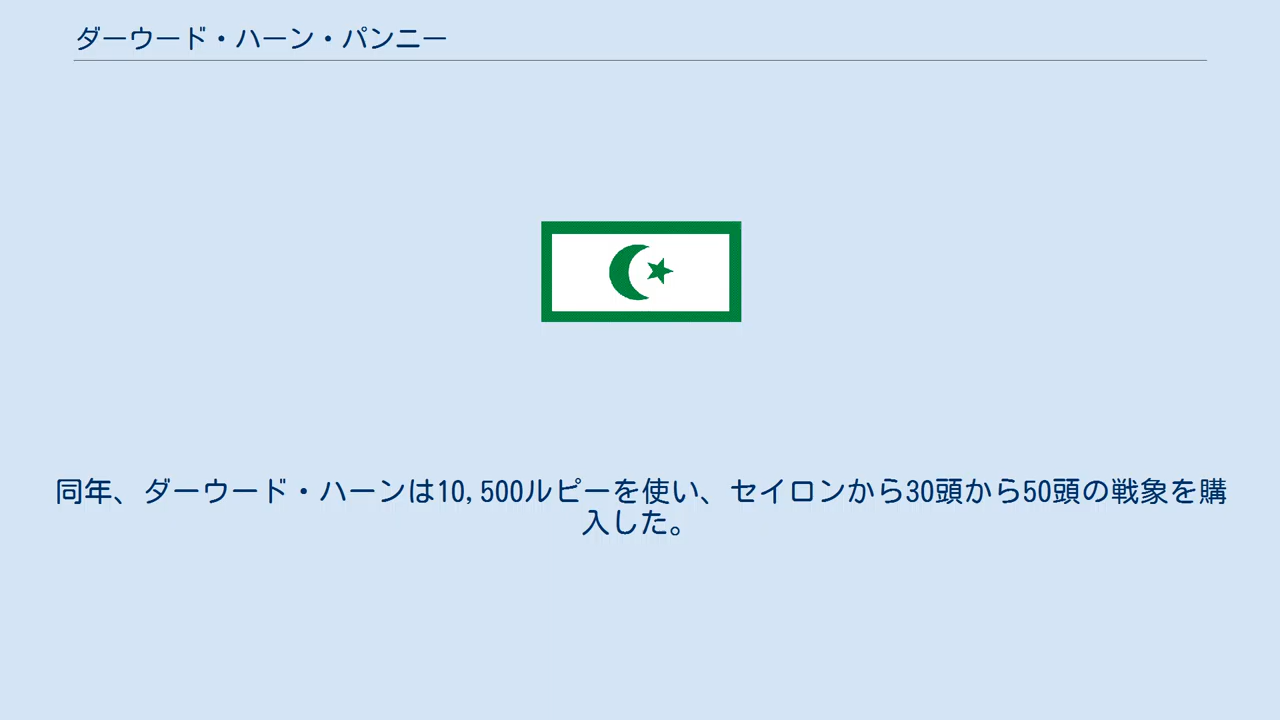 ダーウード・ハーン・パンニー
同年、ダーウード・ハーンは10,500ルピーを使い、セイロンから30頭から50頭の戦象を購
入した。